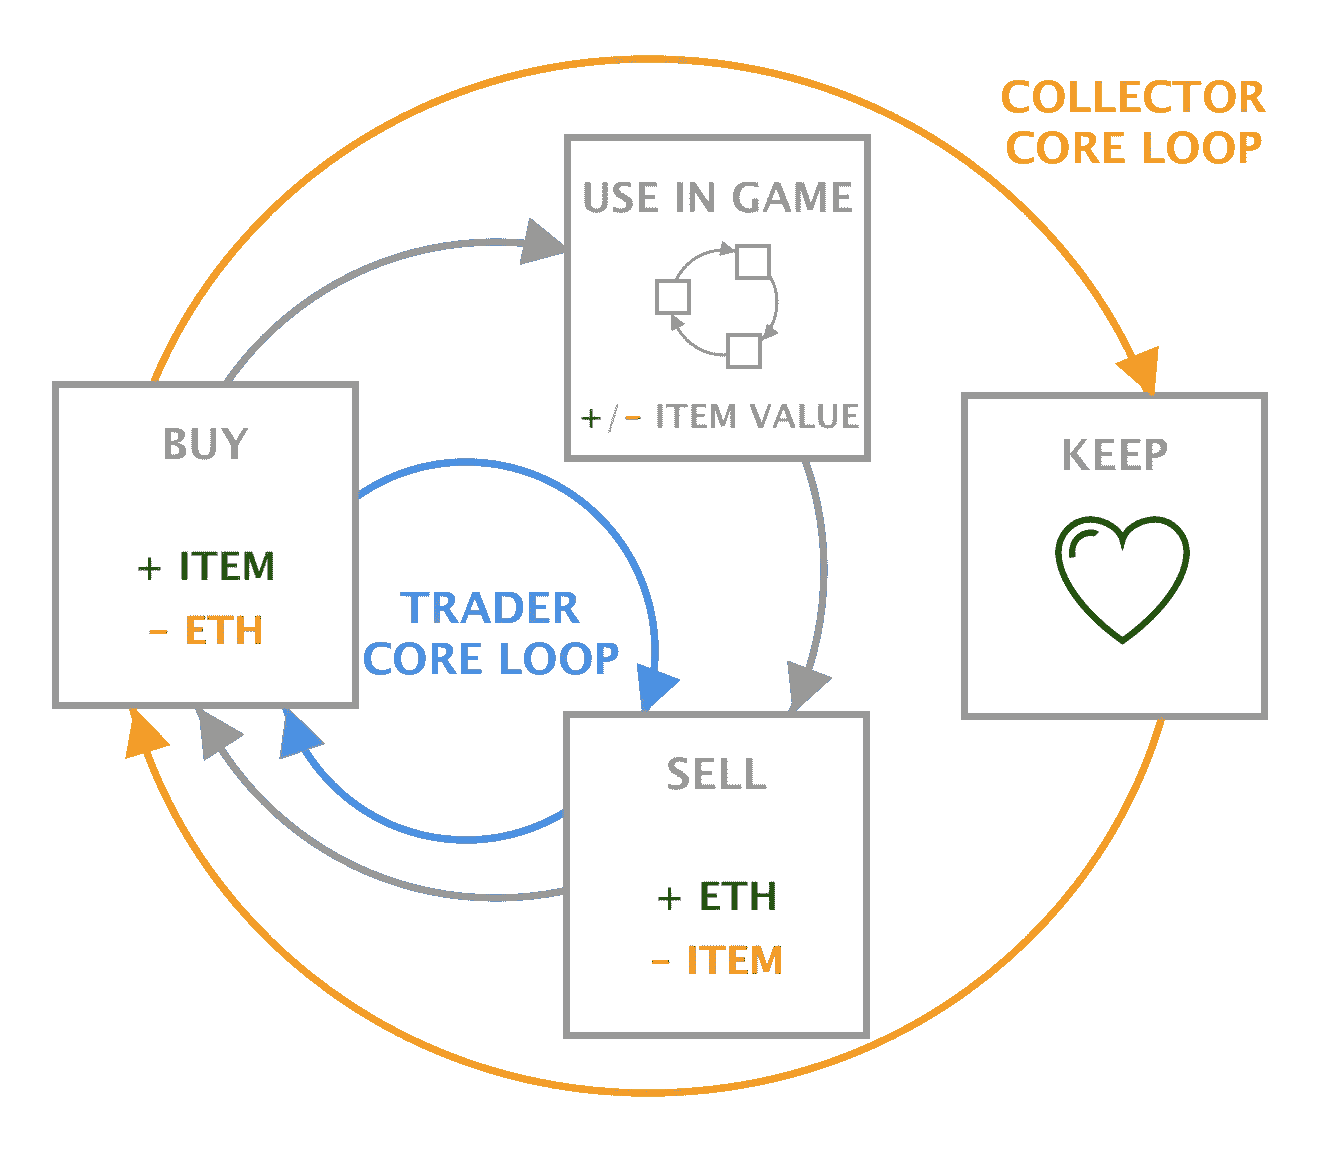 COLLECTOR
CORE LOOP
USE IN GAME
+/- ITEM VALUE
BUY
+ ITEM
- ETH
TRADER
CORE LOOP
KEEP
SELL
+ ETH
- ITEM